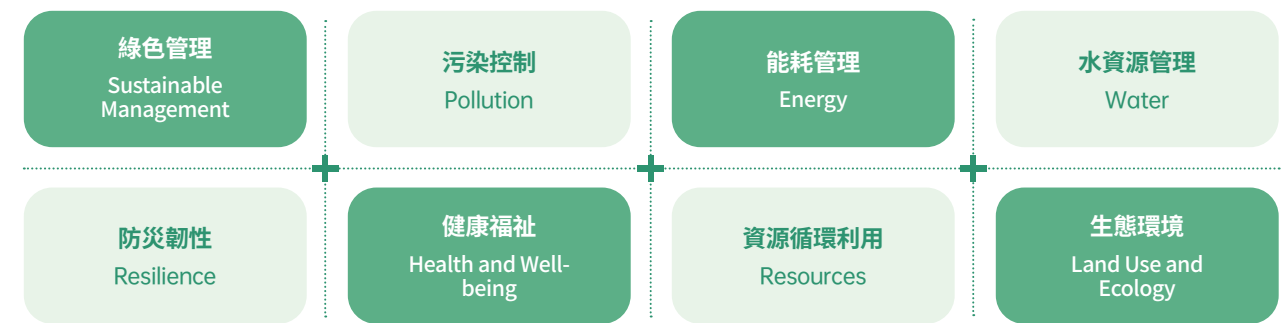 綠色管理
Sustainable
Management
污染控制
Pollution
能耗管理
Energy
水資源管理
Water
防災韌性
Resilience
健康福祉
Health and Well-
being
資源循環利用
Resources
生態環境
Land Use and
Ecology